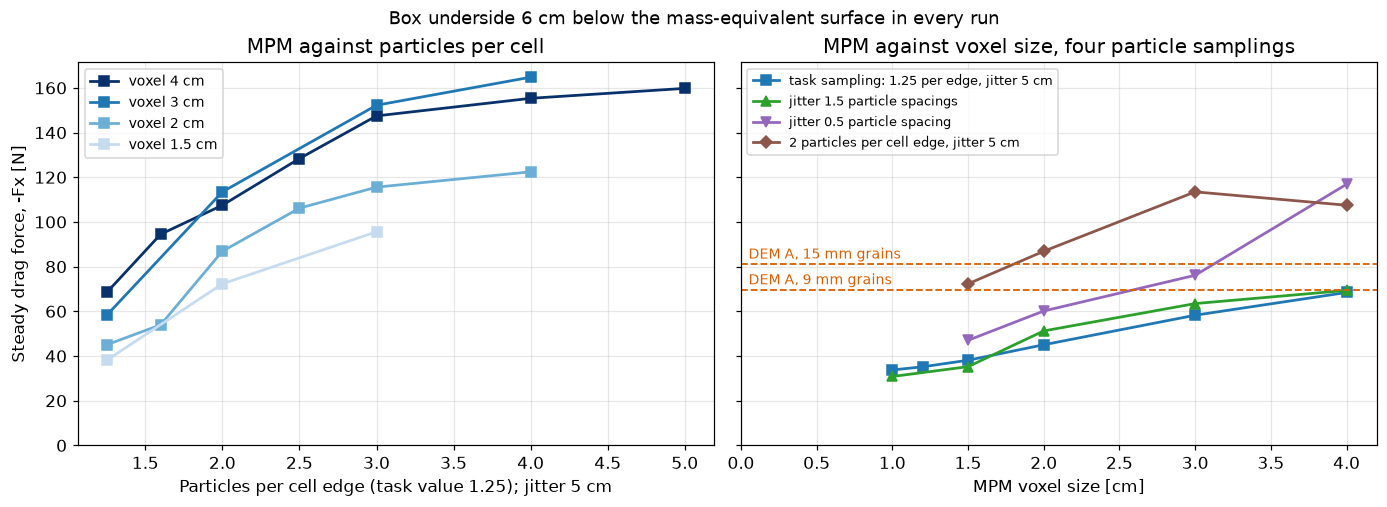 Box underside 6 cm below the mass-equivalent surface in every run
MPM against particles per cell
voxel 4 cm
voxel 3 cm
voxel 2 cm
voxel 1.5 cm
Steady drag force, -Fx [N]
160
140
120
100
80
60
40
20
0
1.5
2.0
2.5
3.0
3.5
4.0
4.5
5.0
Particles per cell edge (task value 1.25); jitter 5 cm
MPM against voxel size, four particle samplings
task sampling: 1.25 per edge, jitter 5 cm
jitter 1.5 particle spacings
jitter 0.5 particle spacing
2 particles per cell edge, jitter 5 cm
DEM A, 15 mm grains
DEM A, 9 mm grains
0.0
0.5
1.0
1.5
2.0
2.5
3.0
3.5
4.0
MPM voxel size [cm]